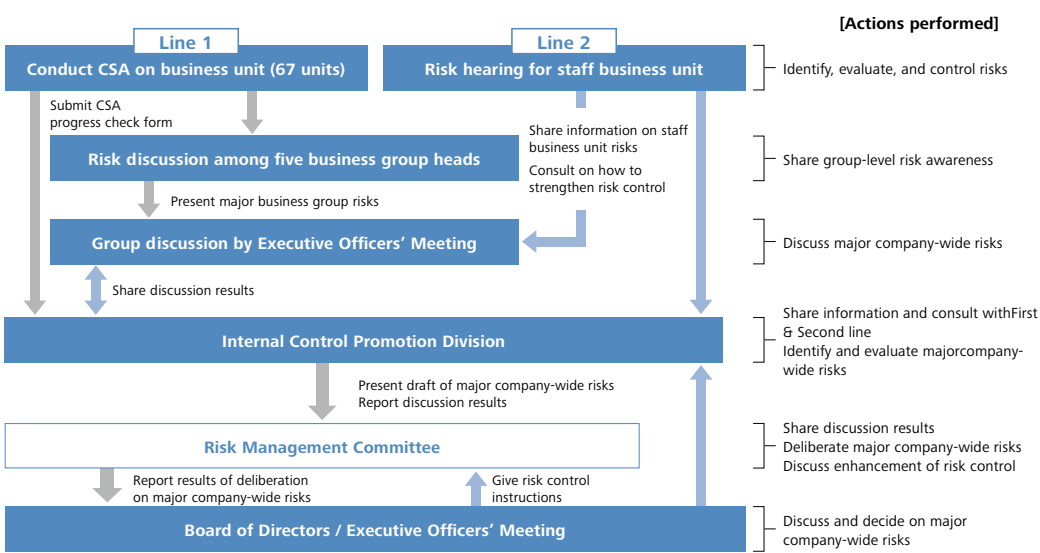 [Actions performed]
Line 1
Line 2
Conduct CSA on business unit (67 units)
Risk hearing for staff business unit
Identify, evaluate, and control risks
Submit CSA
progress check form
Share information on staff
business unit risks
Consult on how to
strengthen risk control
Risk discussion among five business group heads
Share group-level risk awareness
Present major business group risks
Group discussion by Executive Officers’ Meeting
Discuss major company-wide risks
Share discussion results
Internal Control Promotion Division
Share information and consult withFirst
& Second line
Identify and evaluate majorcompany-
wide risks
Present draft of major company-wide risks
Report discussion results
Risk Management Committee
Share discussion results
Deliberate major company-wide risks
Discuss enhancement of risk control
Report results of deliberation
on major company-wide risks
Give risk control
instructions
Board of Directors / Executive Officers’ Meeting
Discuss and decide on major
company-wide risks